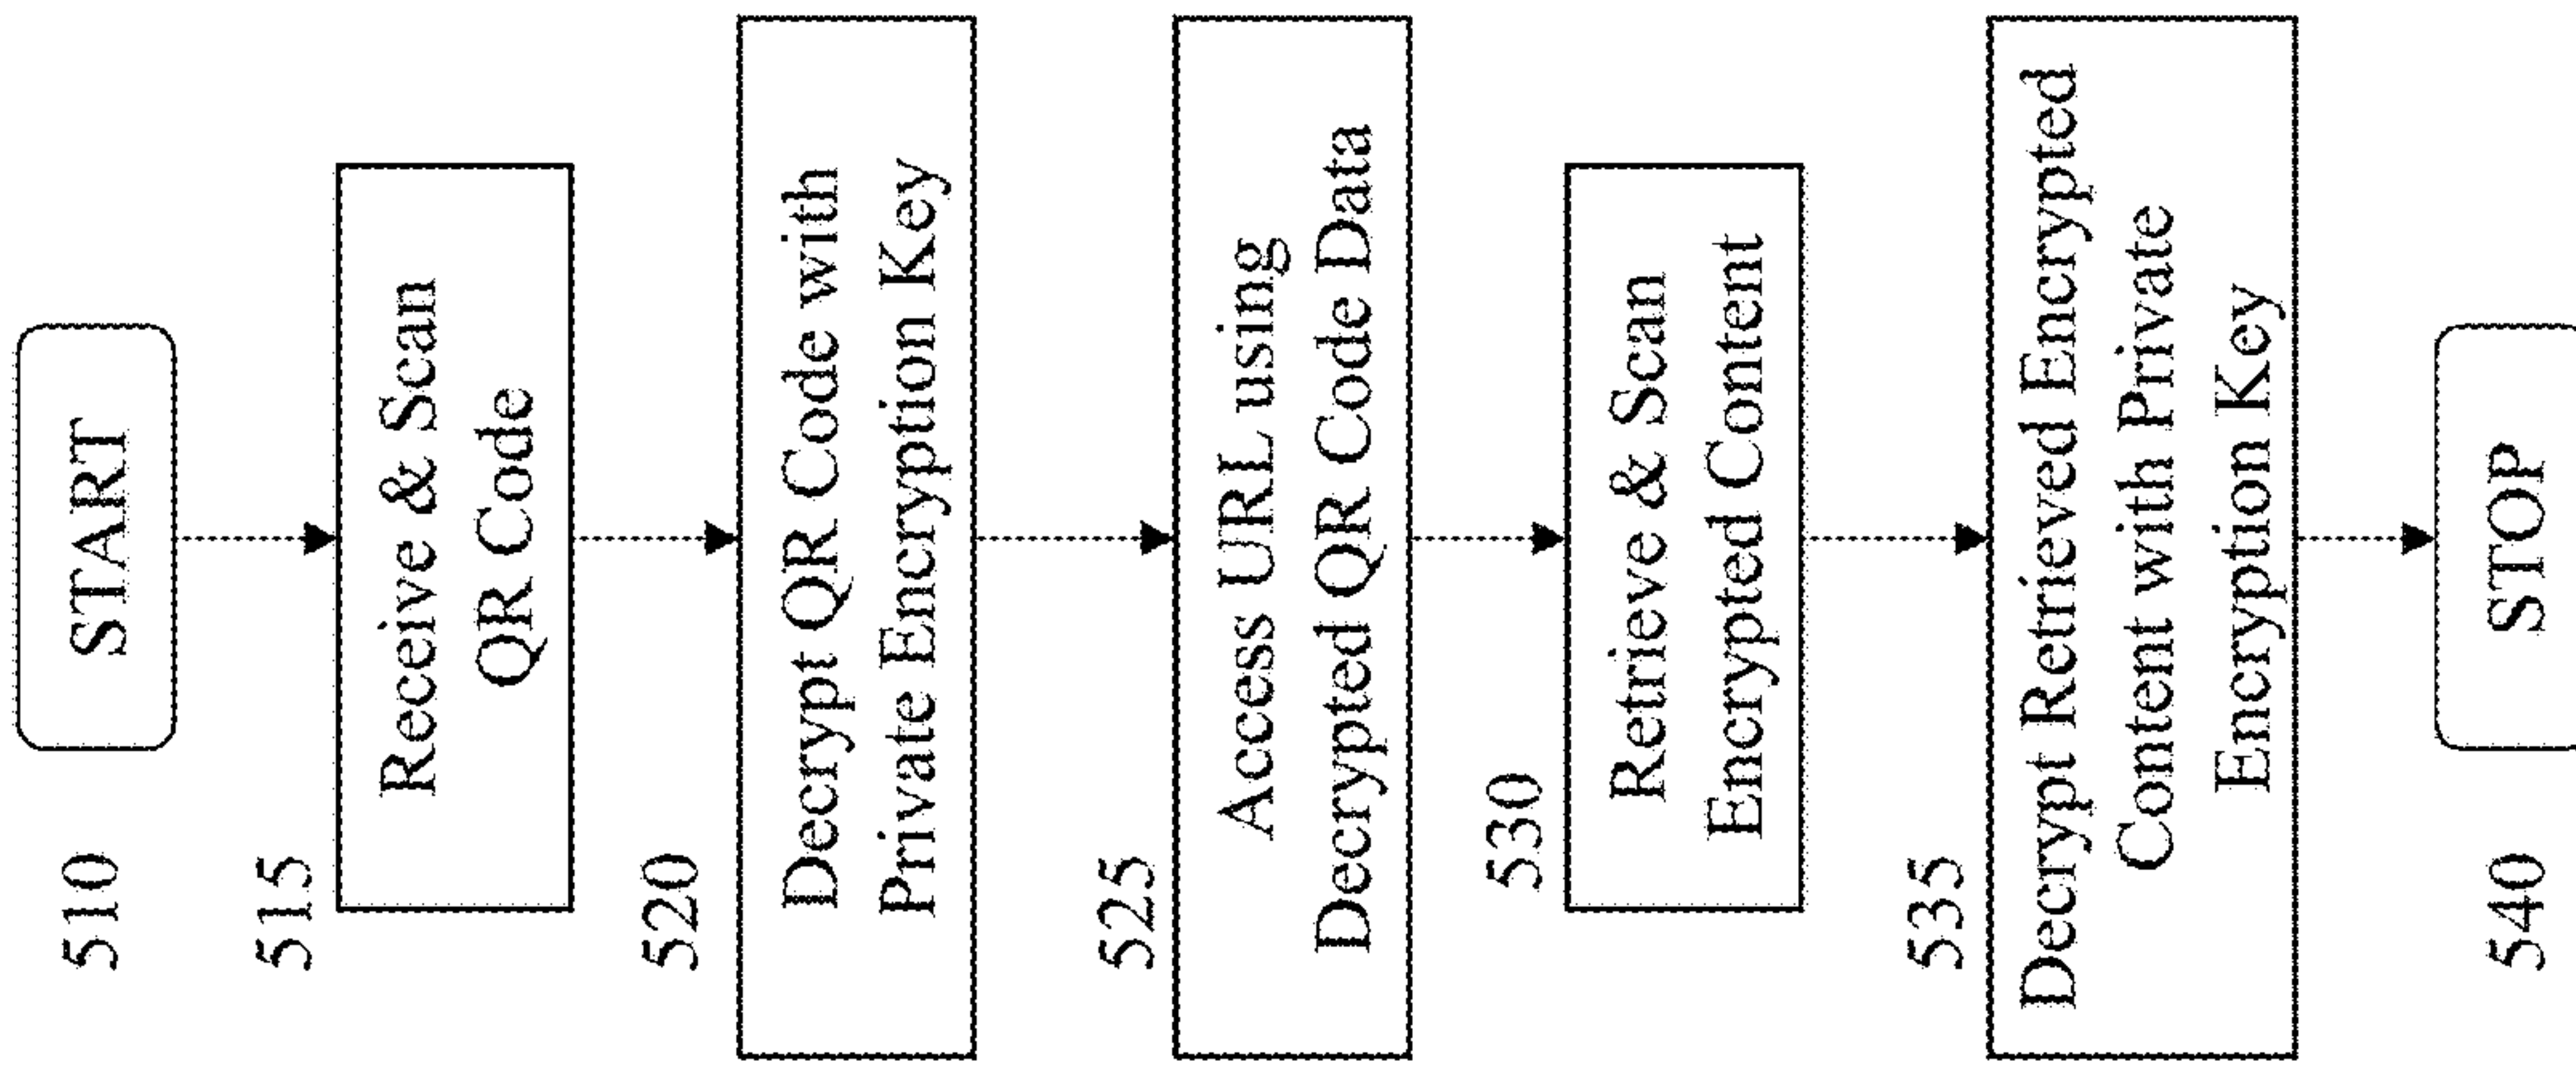 510
START
515
Receive & Scan
QR Code
520
Decrypt QR Code with
Private Encryption Key
525
Access URL using
Decrypted QR Code Data
530
Retrieve & Scan
Encrypted Content
535
Decrypt Retrieved Encrypted
Content with Private
Encryption Key
540
STOP